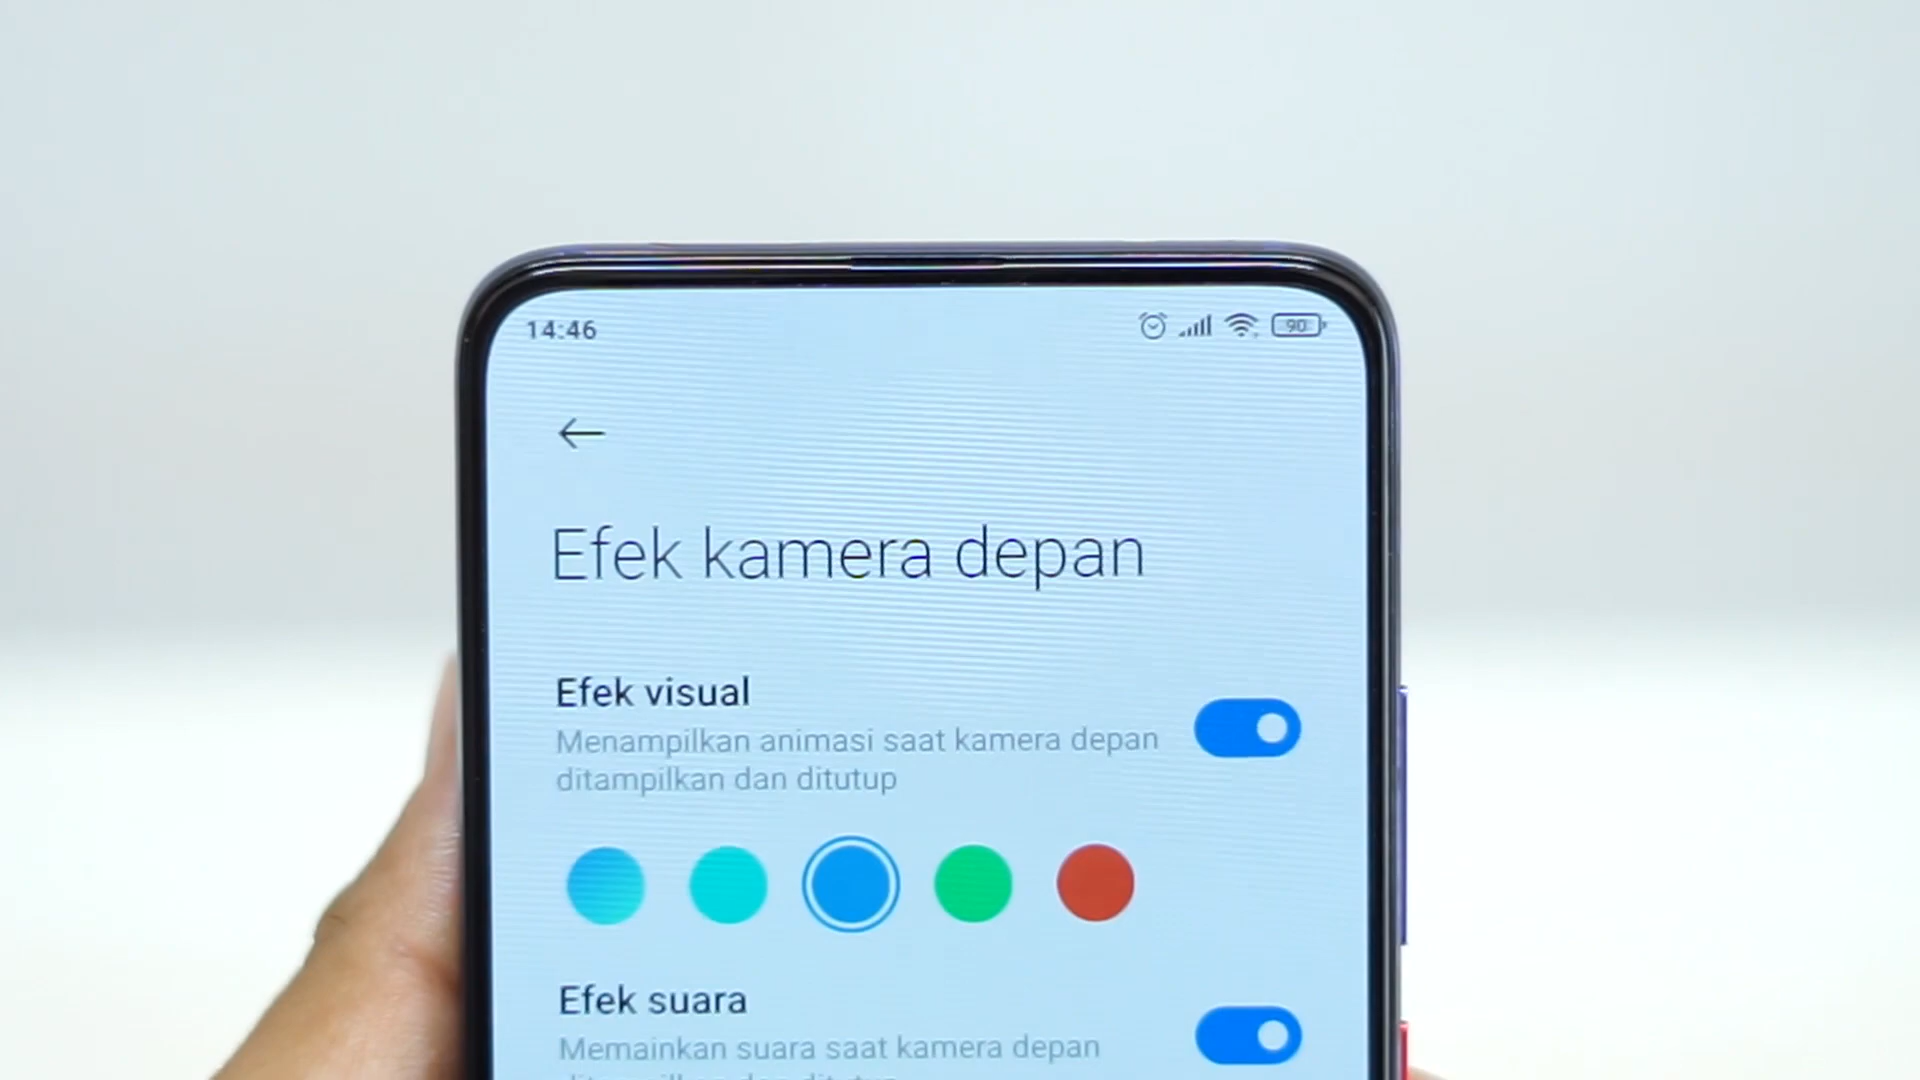 14:46
90
Efek kamera depan
Efek visual
Menampilkan animasi saat kamera depan
ditampilkan dan ditutup
Efek suara
Memainkan suara saat kamera depan